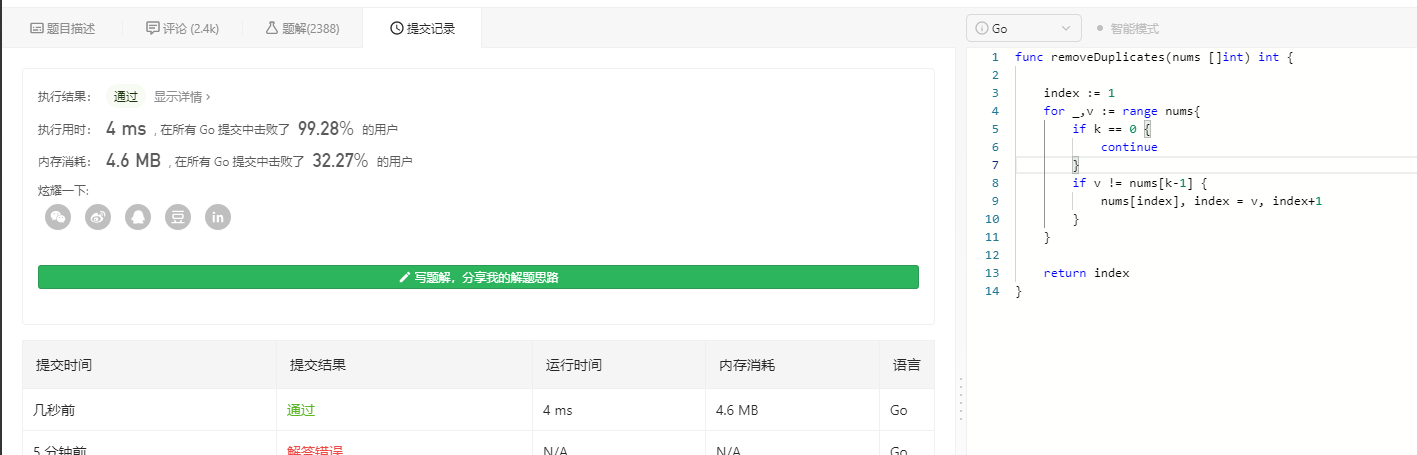 题目描述
评论 (2.4k)
题解(2388)
提交记录
执行结果： 通过 显示详情 ›
执行用时： 4 ms , 在所有 Go 提交中击败了 99.28% 的用户
内存消耗： 4.6 MB , 在所有 Go 提交中击败了 32.27% 的用户
炫耀一下:
豆
in
写题解，分享我的解题思路
提交时间 提交结果 运行时间 内存消耗 语言
几秒前 通过 4 ms 4.6 MB Go
5 分钟前 解答错误 N/A N/A Go
Go 智能模式
1 func removeDuplicates(nums []int) int {
2
3 index := 1
4 for _,v := range nums{
5 if k == 0 {
6 continue
7 }
8 if v != nums[k-1] {
9 nums[index], index = v, index+1
10 }
11 }
12
13 return index
14 }